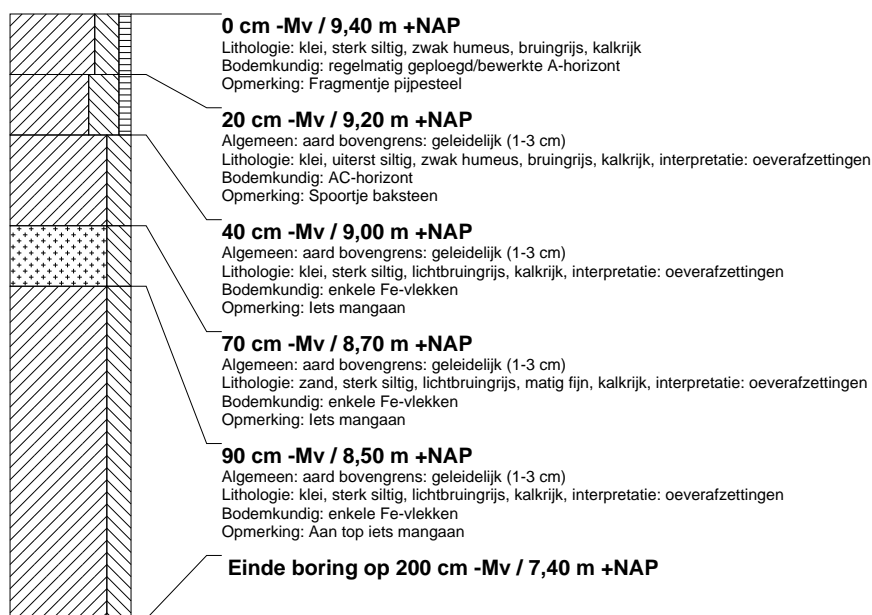 0 cm -Mv / 9,40 m +NAP
Lithologie: klei, sterk siltig, zwak humeus, bruingrijs, kalkrijk
Bodemkundig: regelmatig geploegd/bewerkte A-horizont
Opmerking: Fragmentje pijpesteel
20 cm -Mv / 9,20 m +NAP
Algemeen: aard bovengrens: geleidelijk (1-3 cm)
Lithologie: klei, uiterst siltig, zwak humeus, bruingrijs, kalkrijk, interpretatie: oeverafzettingen
Bodemkundig: AC-horizont
Opmerking: Spoortje baksteen
40 cm -Mv / 9,00 m +NAP
Algemeen: aard bovengrens: geleidelijk (1-3 cm)
Lithologie: klei, sterk siltig, lichtbruingrijs, kalkrijk, interpretatie: oeverafzettingen
Bodemkundig: enkele Fe-vlekken
Opmerking: Iets mangaan
70 cm -Mv / 8,70 m +NAP
Algemeen: aard bovengrens: geleidelijk (1-3 cm)
Lithologie: zand, sterk siltig, lichtbruingrijs, matig fijn, kalkrijk, interpretatie: oeverafzettingen
Bodemkundig: enkele Fe-vlekken
Opmerking: Iets mangaan
90 cm -Mv / 8,50 m +NAP
Algemeen: aard bovengrens: geleidelijk (1-3 cm)
Lithologie: klei, sterk siltig, lichtbruingrijs, kalkrijk, interpretatie: oeverafzettingen
Bodemkundig: enkele Fe-vlekken
Opmerking: Aan top iets mangaan
Einde boring op 200 cm -Mv / 7,40 m +NAP